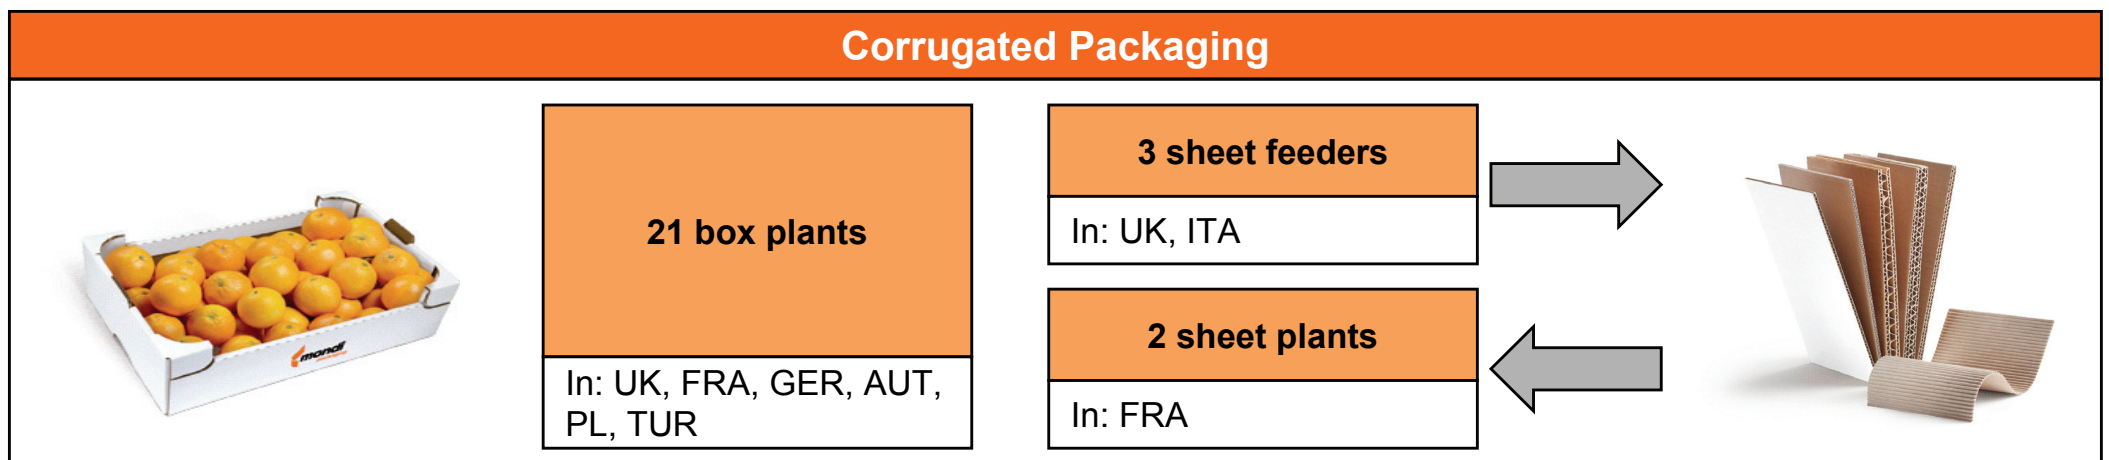 Corrugated Packaging
21 box plants
In: UK, FRA, GER, AUT,
PL, TUR
3 sheet feeders
In: UK, ITA
2 sheet plants
In: FRA
mondi
packaging